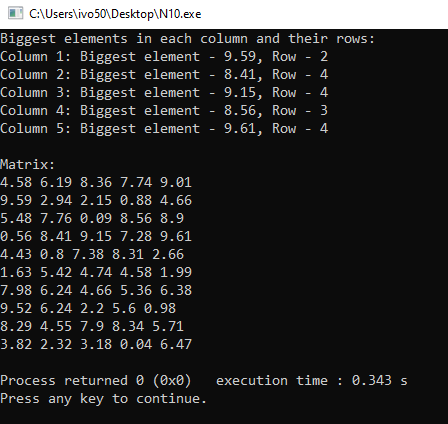 C:\Users\ivo50\Desktop\N10.exe
Biggest elements in each column and their rows:
Column 1: Biggest element - 9.59, Row - 2
Column 2: Biggest element - 8.41, Row - 4
Column 3: Biggest element - 9.15, Row - 4
Column 4: Biggest element - 8.56, Row - 3
Column 5: Biggest element - 9.61, Row - 4
Matrix:
4.58 6.19 8.36 7.74 9.01
9.59 2.94 2.15 0.88 4.66
5.48 7.76 0.09 8.56 8.9
0.56 8.41 9.15 7.28 9.61
4.43 0.8 7.38 8.31 2.66
1.63 5.42 4.74 4.58 1.99
7.98 6.24 4.66 5.36 6.38
9.52 6.24 2.2 5.6 0.98
8.29 4.55 7.9 8.34 5.71
3.82 2.32 3.18 0.04 6.47
Process returned 0 (0x0)   execution time : 0.343 s
Press any key to continue.